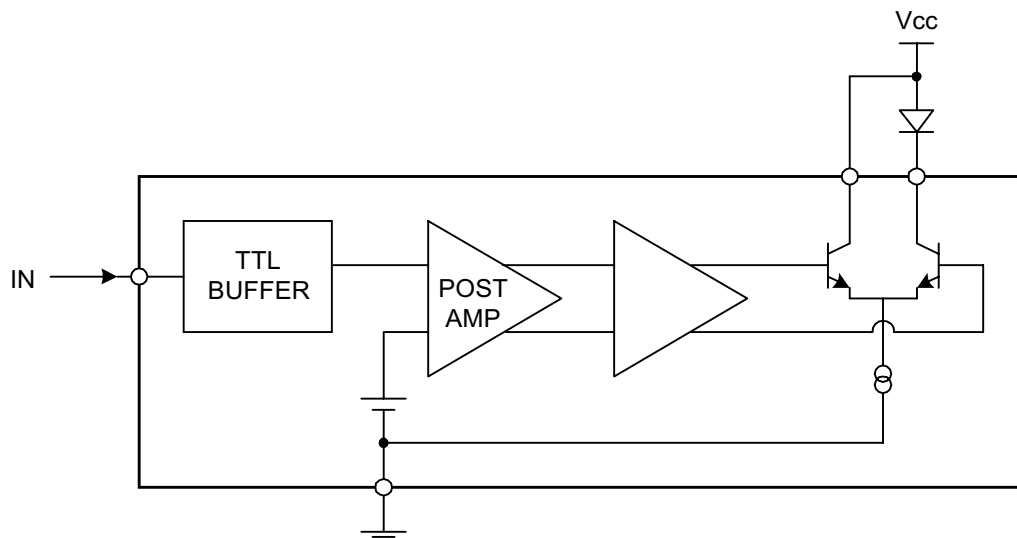 Vcc
IN
TTL
BUFFER
POST
AMP